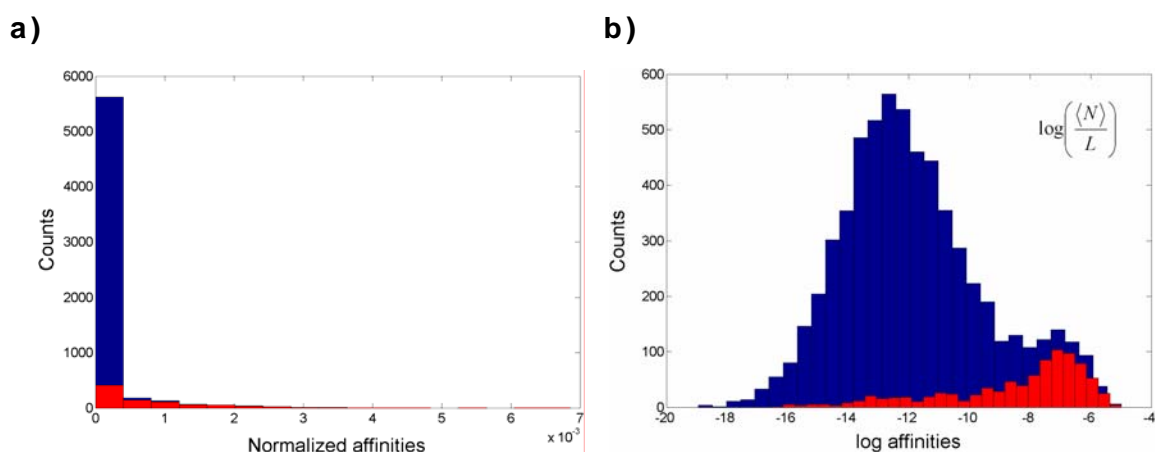 a)
b)
6000
5000
4000
3000
2000
1000
0
Counts
0 1 2 3 4 5 6 7
x 10⁻³
Normalized affinities
600
500
400
300
200
100
0
Counts
log(⟨N⟩/L)
-20 -18 -16 -14 -12 -10 -8 -6 -4
log affinities